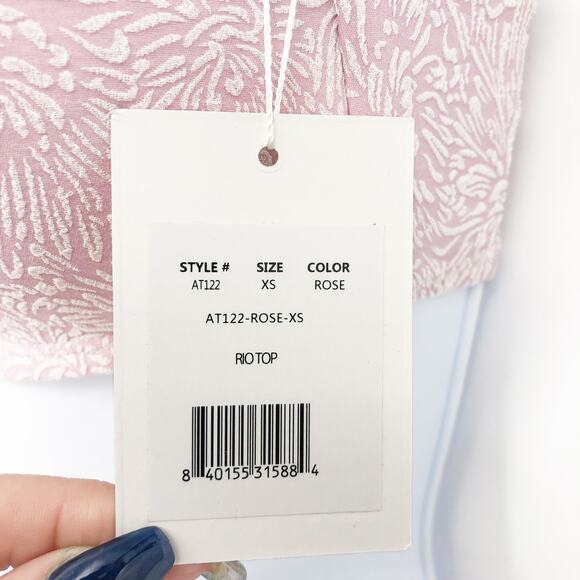 STYLE # SIZE COLOR
AT122 XS ROSE
AT122-ROSE-XS
RIO TOP
8 40155 31588 4